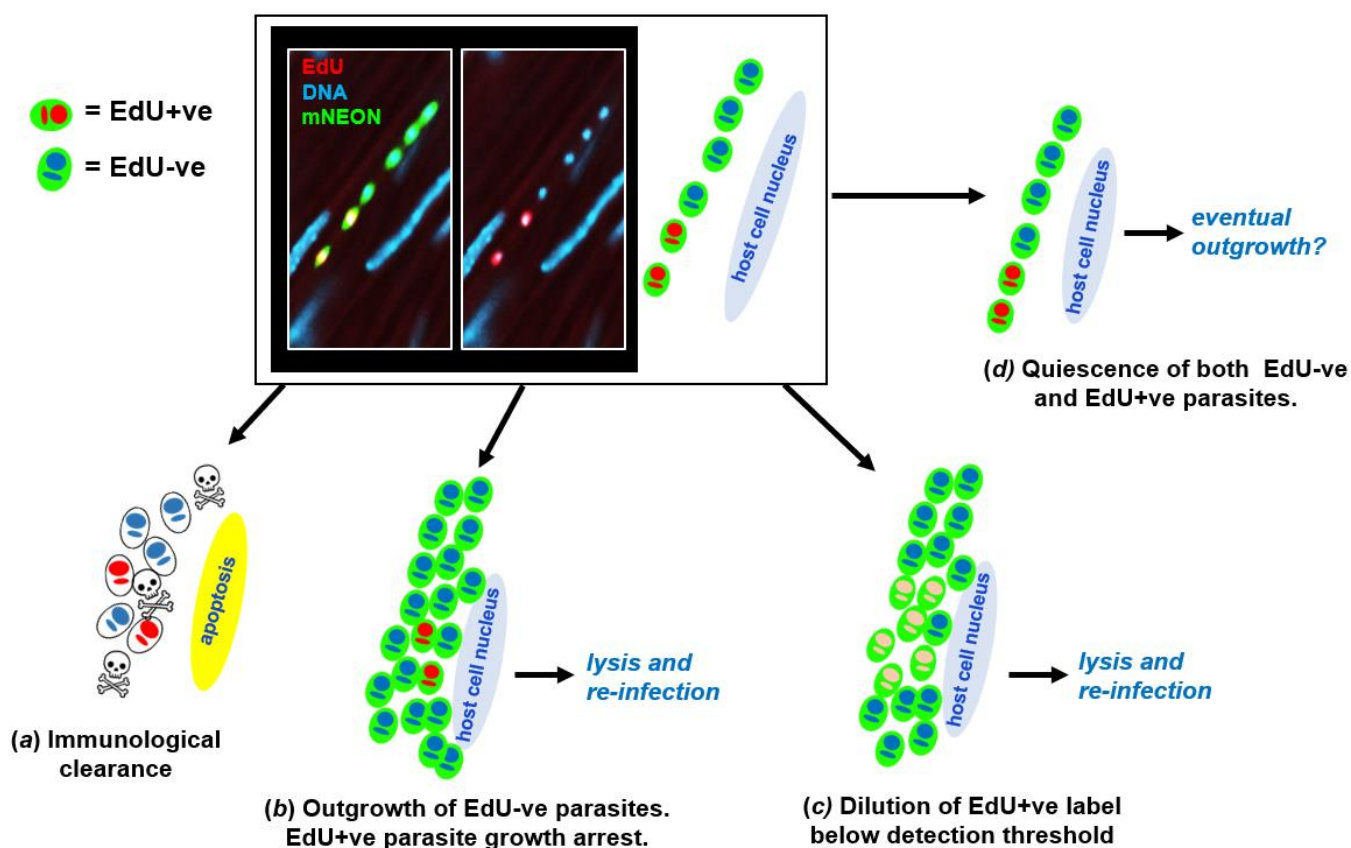 = EdU+ve
= EdU-ve
EdU
DNA
mNEON
host cell nucleus
host cell nucleus
eventual
outgrowth?
(d) Quiescence of both EdU-ve
and EdU+ve parasites.
apoptosis
(a) Immunological
clearance
host cell nucleus
lysis and
re-infection
(b) Outgrowth of EdU-ve parasites.
EdU+ve parasite growth arrest.
host cell nucleus
lysis and
re-infection
(c) Dilution of EdU+ve label
below detection threshold